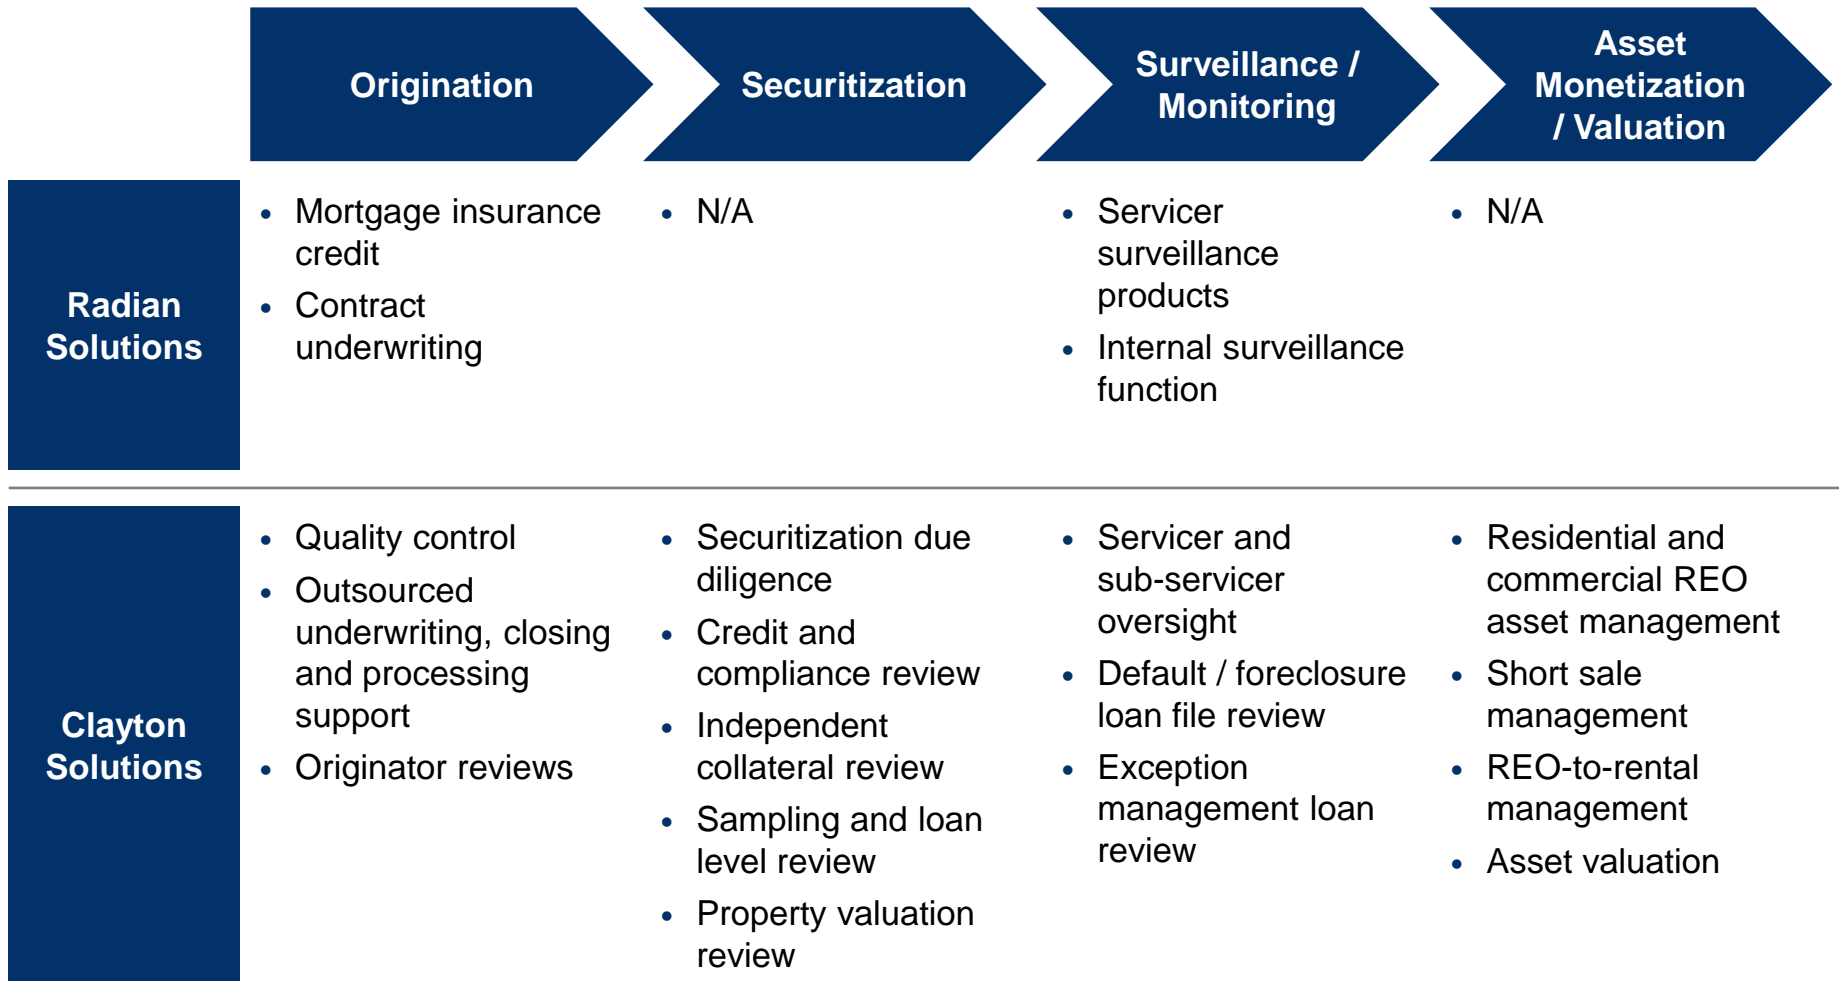 Origination
Securitization
Surveillance /
Monitoring
Asset
Monetization
/ Valuation
Radian
Solutions
• Mortgage insurance
credit
• Contract
underwriting
• N/A
• Servicer
surveillance
products
• Internal surveillance
function
• N/A
Clayton
Solutions
• Quality control
• Outsourced
underwriting, closing
and processing
support
• Originator reviews
• Securitization due
diligence
• Credit and
compliance review
• Independent
collateral review
• Sampling and loan
level review
• Property valuation
review
• Servicer and
sub-servicer
oversight
• Default / foreclosure
loan file review
• Exception
management loan
review
• Residential and
commercial REO
asset management
• Short sale
management
• REO-to-rental
management
• Asset valuation